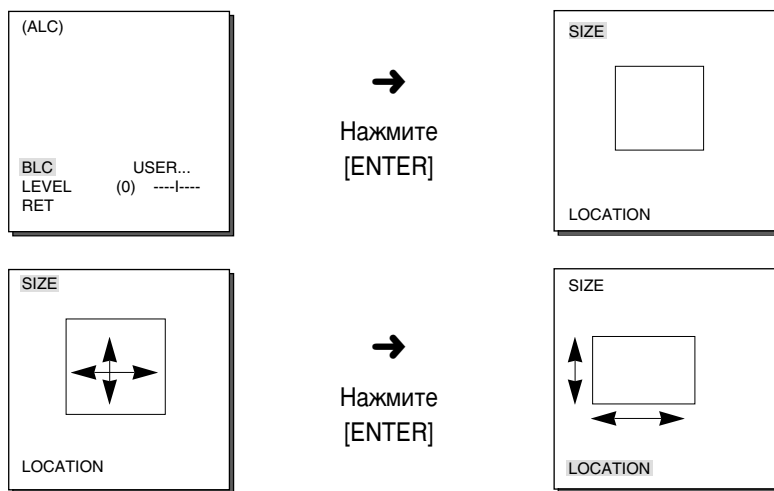 (ALC)
BLC USER...
LEVEL (0) ----I----
RET
Нажмите
[ENTER]
SIZE
LOCATION
SIZE
LOCATION
Нажмите
[ENTER]
SIZE
LOCATION